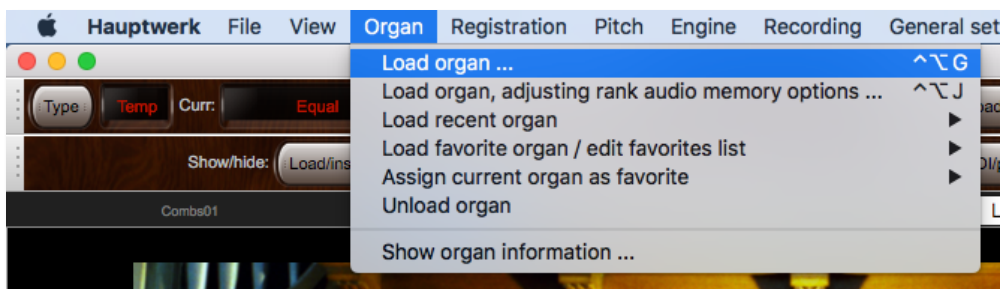 Hauptwerk File View Organ Registration Pitch Engine Recording General set
Load organ ... ^⌥G
Type Temp Curr: Equal
Load organ, adjusting rank audio memory options ... ^⌥J
Load recent organ
Show/hide: Load/ins
Load favorite organ / edit favorites list
Assign current organ as favorite
Combs01
Unload organ
L
Show organ information ...